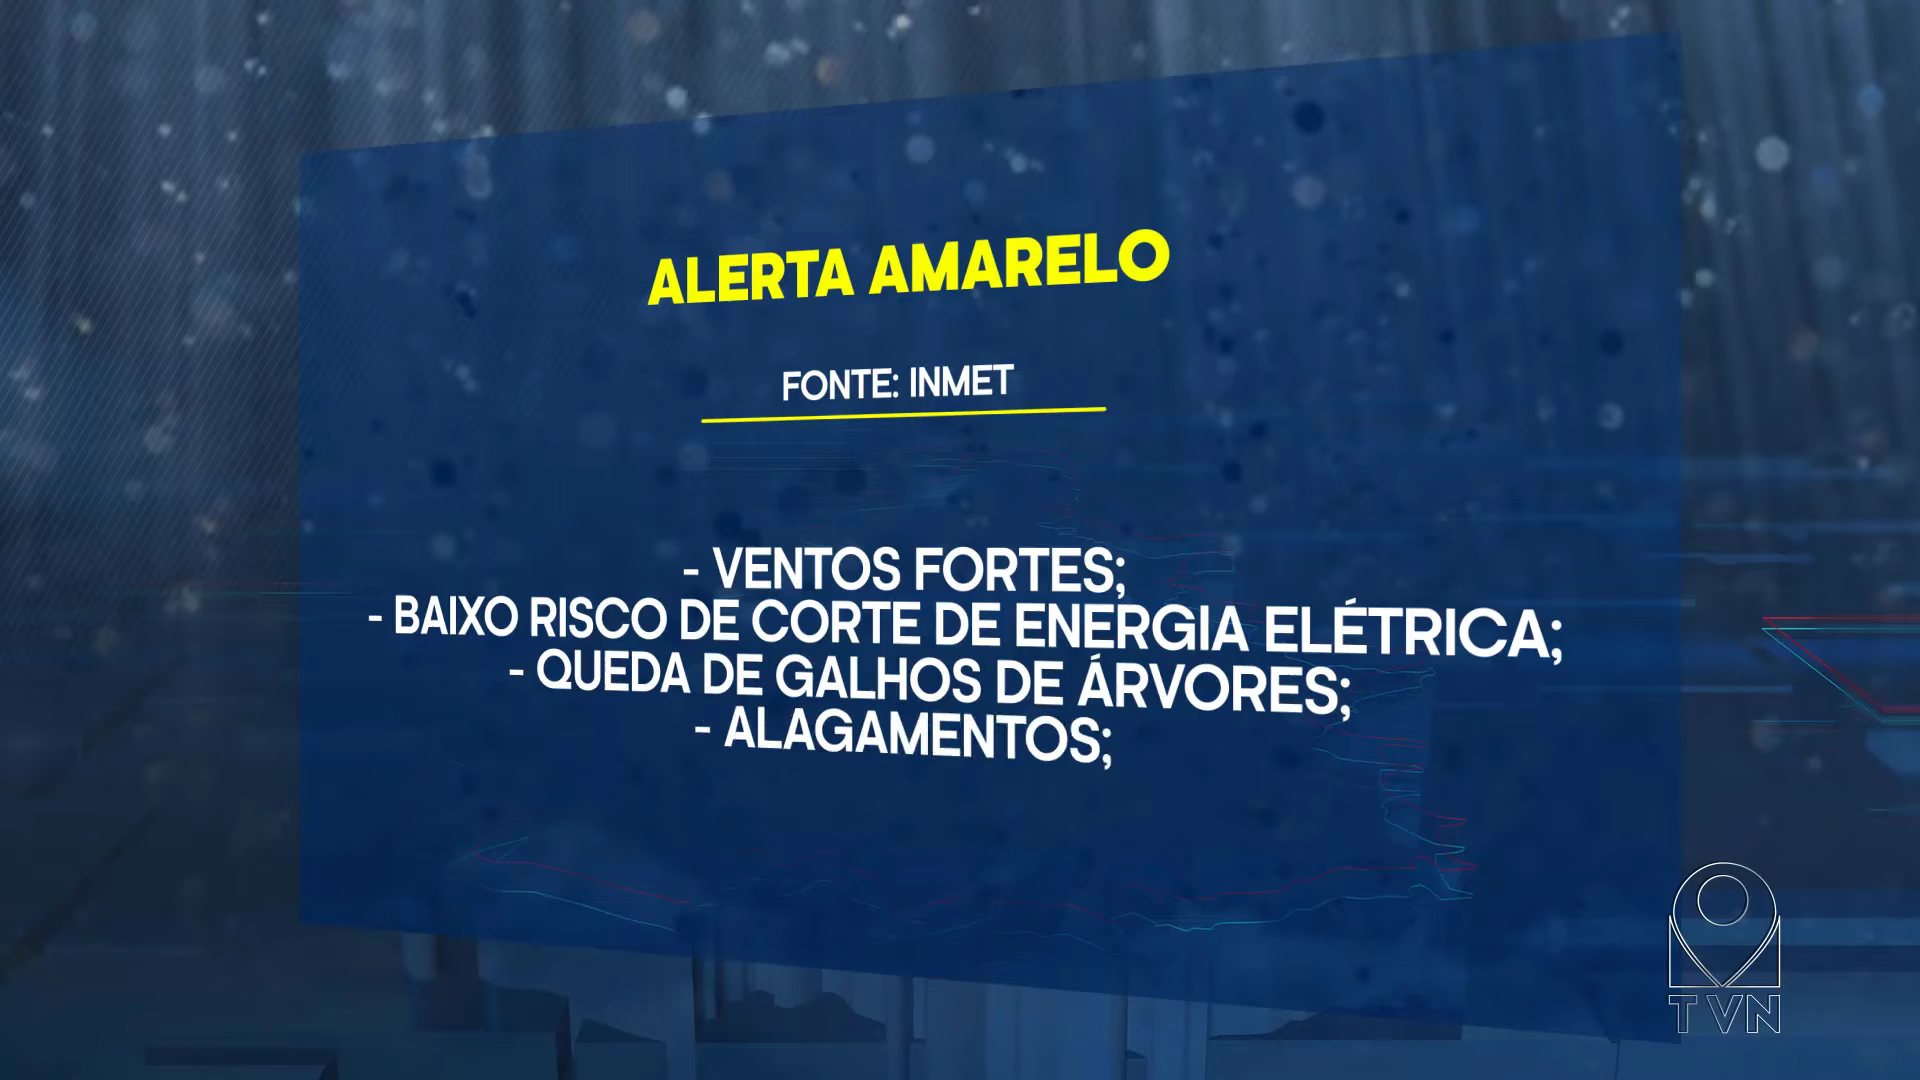 ALERTA AMARELO
FONTE: INMET
- VENTOS FORTES;
- BAIXO RISCO DE CORTE DE ENERGIA ELÉTRICA;
- QUEDA DE GALHOS DE ÁRVORES;
- ALAGAMENTOS;
TVN